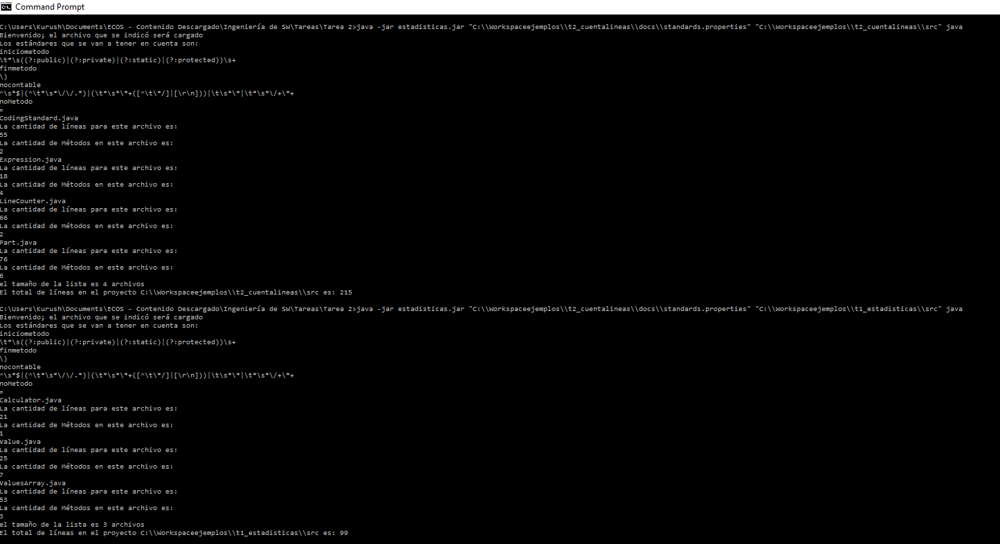 Command Prompt
C:\Users\Kurush\Documents\ECOS - Contenido Descargado\Ingeniería de SW\Tareas\Tarea 2>java -jar estadisticas.jar "C:\\Workspaceejemplos\\t2_cuentalineas\\docs\\standards.properties" "C:\\Workspaceejemplos\\t2_cuentalineas\\src" java
Bienvenido; el archivo que se indicó será cargado
Los estándares que se van a tener en cuenta son:
iniciometodo
\t*\s((?:public)|(?:private)|(?:static)|(?:protected))\s+
finmetodo
\)
nocontable
^\s*$|(^\t*\s*\/\/.*)|(\t*\s*\*+([^\t\*/]|[\r\n]))|\t\s*\*|\t*\s*\/+\*+
noMetodo
=
CodingStandard.java
La cantidad de líneas para este archivo es:
55
La cantidad de Métodos en este archivo es:
2
Expression.java
La cantidad de líneas para este archivo es:
18
La cantidad de Métodos en este archivo es:
4
LineCounter.java
La cantidad de líneas para este archivo es:
66
La cantidad de Métodos en este archivo es:
2
Part.java
La cantidad de líneas para este archivo es:
76
La cantidad de Métodos en este archivo es:
6
el tamaño de la lista es 4 archivos
El total de líneas en el proyecto C:\\Workspaceejemplos\\t2_cuentalineas\\src es: 215
C:\Users\Kurush\Documents\ECOS - Contenido Descargado\Ingeniería de SW\Tareas\Tarea 2>java -jar estadisticas.jar "C:\\Workspaceejemplos\\t2_cuentalineas\\docs\\standards.properties" "C:\\Workspaceejemplos\\t1_estadisticas\\src" java
Bienvenido; el archivo que se indicó será cargado
Los estándares que se van a tener en cuenta son:
iniciometodo
\t*\s((?:public)|(?:private)|(?:static)|(?:protected))\s+
finmetodo
\)
nocontable
^\s*$|(^\t*\s*\/\/.*)|(\t*\s*\*+([^\t\*/]|[\r\n]))|\t\s*\*|\t*\s*\/+\*+
noMetodo
=
Calculator.java
La cantidad de líneas para este archivo es:
21
La cantidad de Métodos en este archivo es:
1
Value.java
La cantidad de líneas para este archivo es:
25
La cantidad de Métodos en este archivo es:
7
ValuesArray.java
La cantidad de líneas para este archivo es:
53
La cantidad de Métodos en este archivo es:
3
el tamaño de la lista es 3 archivos
El total de líneas en el proyecto C:\\Workspaceejemplos\\t1_estadisticas\\src es: 99